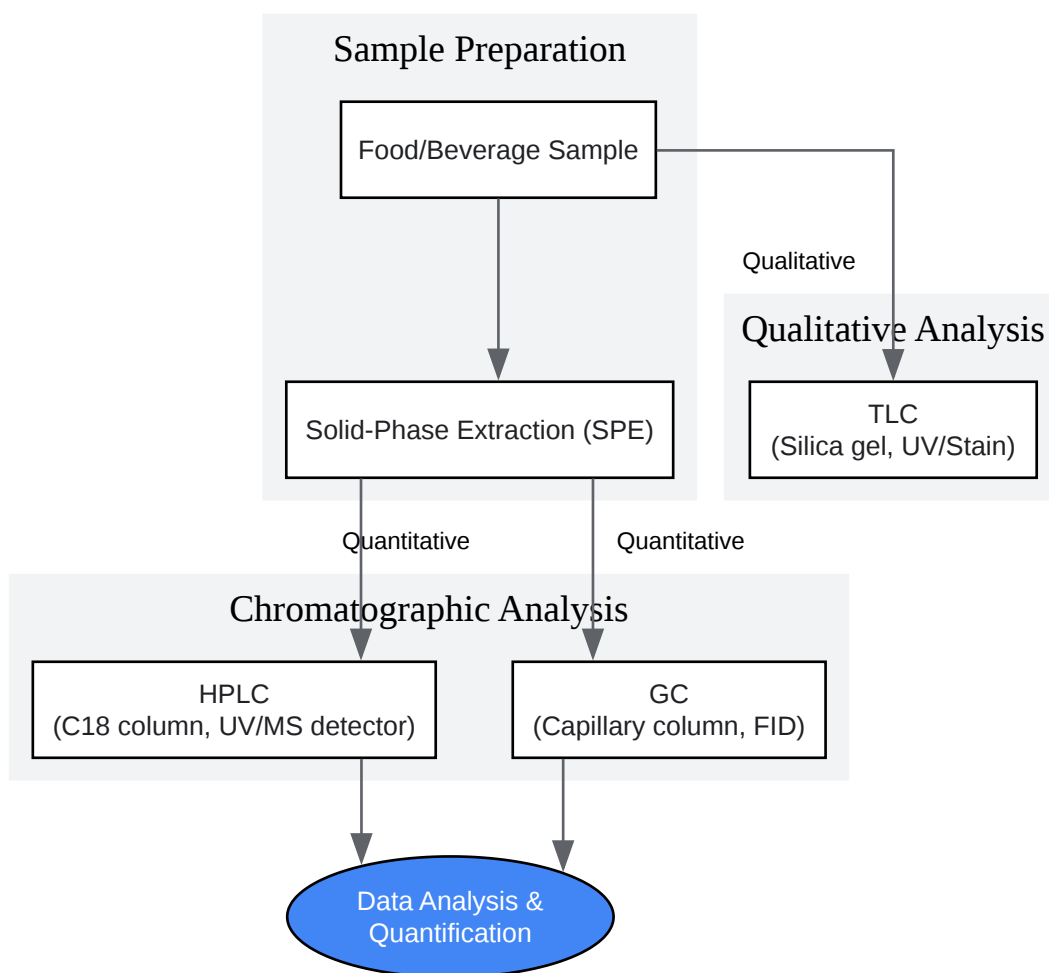 Sample Preparation
Food/Beverage Sample
Qualitative
Qualitative Analysis
TLC
(Silica gel, UV/Stain)
Solid-Phase Extraction (SPE)
Quantitative
Quantitative
Chromatographic Analysis
HPLC
(C18 column, UV/MS detector)
GC
(Capillary column, FID)
Data Analysis &
Quantification